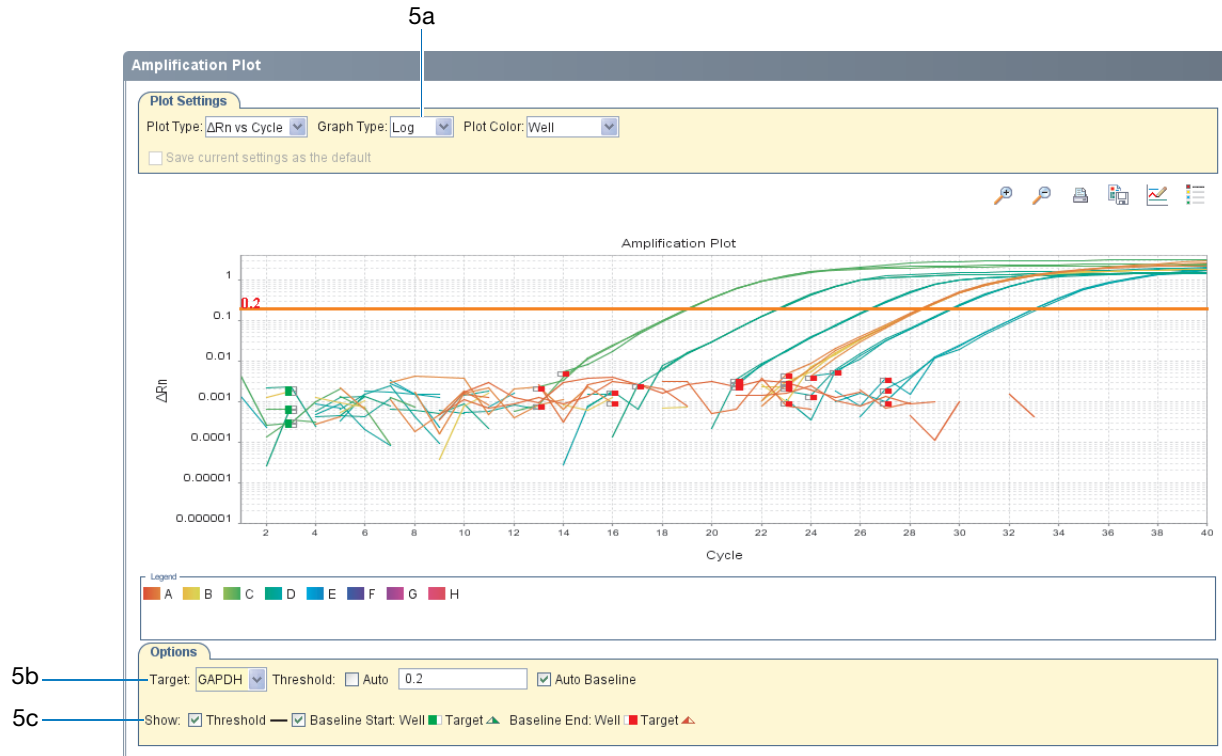 5a
Amplification Plot
Plot Settings
Plot Type: ΔRn vs Cycle Graph Type: Log Plot Color: Well
Save current settings as the default
Amplification Plot
1
0.2
0.1
0.01
0.001
0.0001
0.00001
0.000001
ΔRn
2 4 6 8 10 12 14 16 18 20 22 24 26 28 30 32 34 36 38 40
Cycle
Legend
A B C D E F G H
Options
5b
Target: GAPDH Threshold: Auto 0.2 Auto Baseline
5c
Show: Threshold Baseline Start: Well Target Baseline End: Well Target